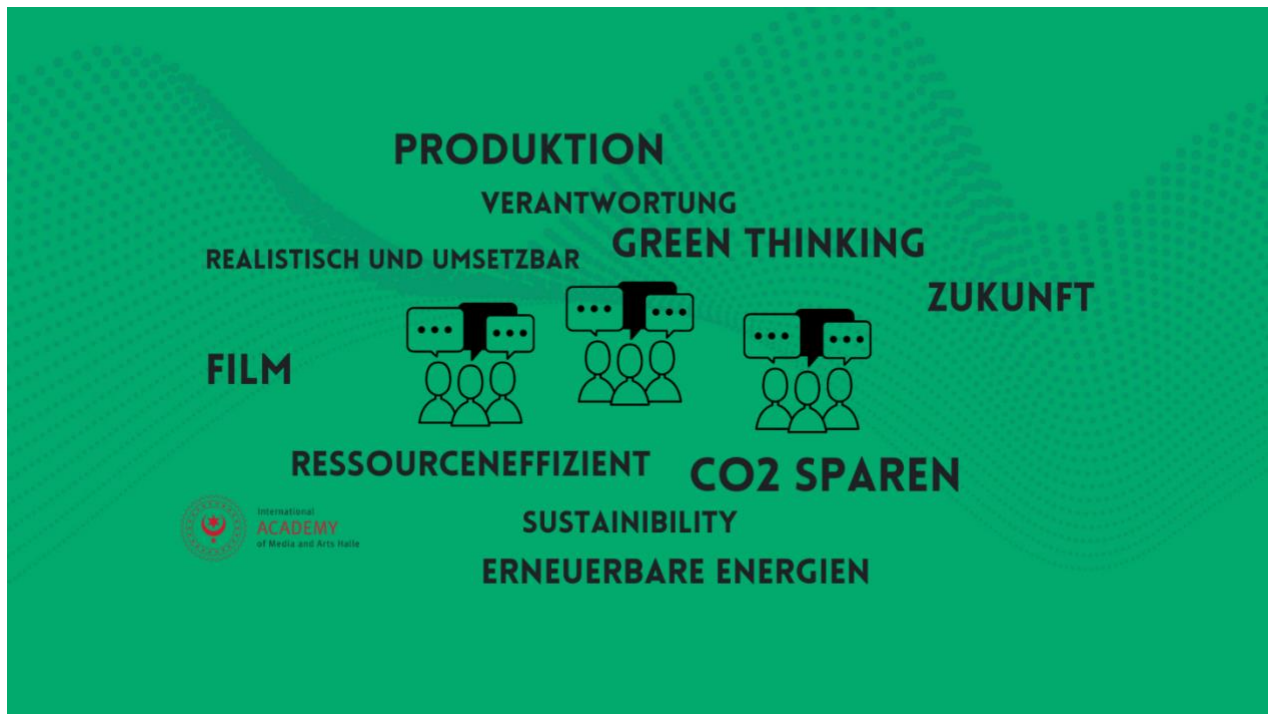 PRODUKTION
VERANTWORTUNG
GREEN THINKING
REALISTISCH UND UMSETZBAR
ZUKUNFT
FILM
RESSOURCENEFFIZIENT
CO2 SPAREN
International
ACADEMY
of Media and Arts Halle
SUSTAINIBILITY
ERNEUERBARE ENERGIEN